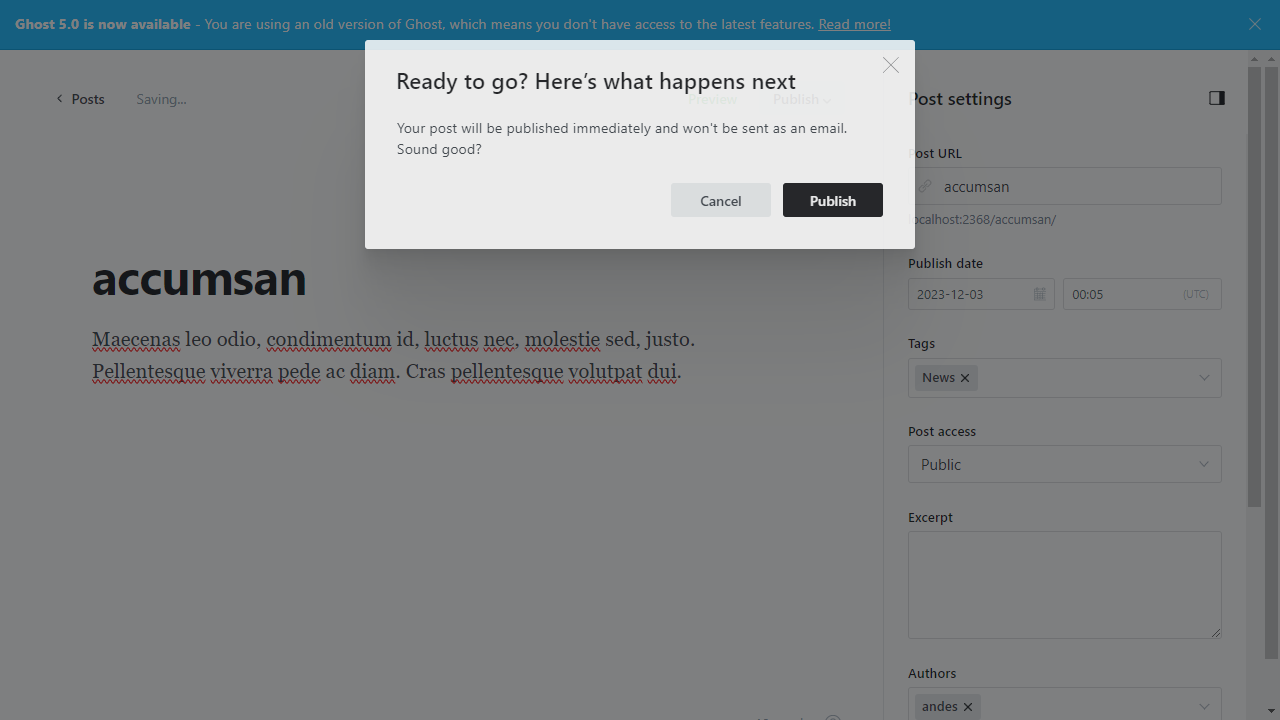 Ghost 5.0 is now available - You are using an old version of Ghost, which means you don't have access to the latest features. Read more!
Ready to go? Here's what happens next
Your post will be published immediately and won't be sent as an email.
Sound good?
Cancel
Publish
Posts
Saving...
Preview
Publish
accumsan
Maecenas leo odio, condimentum id, luctus nec, molestie sed, justo.
Pellentesque viverra pede ac diam. Cras pellentesque volutpat dui.
Post settings
Post URL
accumsan
localhost:2368/accumsan/
Publish date
2023-12-03
00:05
(UTC)
Tags
News
Post access
Public
Excerpt
Authors
andes